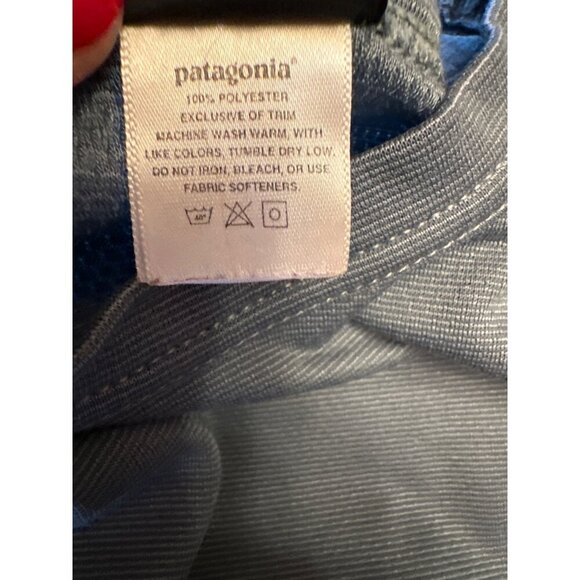 patagonia®
100% POLYESTER
EXCLUSIVE OF TRIM
MACHINE WASH WARM, WITH
LIKE COLORS, TUMBLE DRY LOW.
DO NOT IRON, BLEACH, OR USE
FABRIC SOFTENERS.
40°